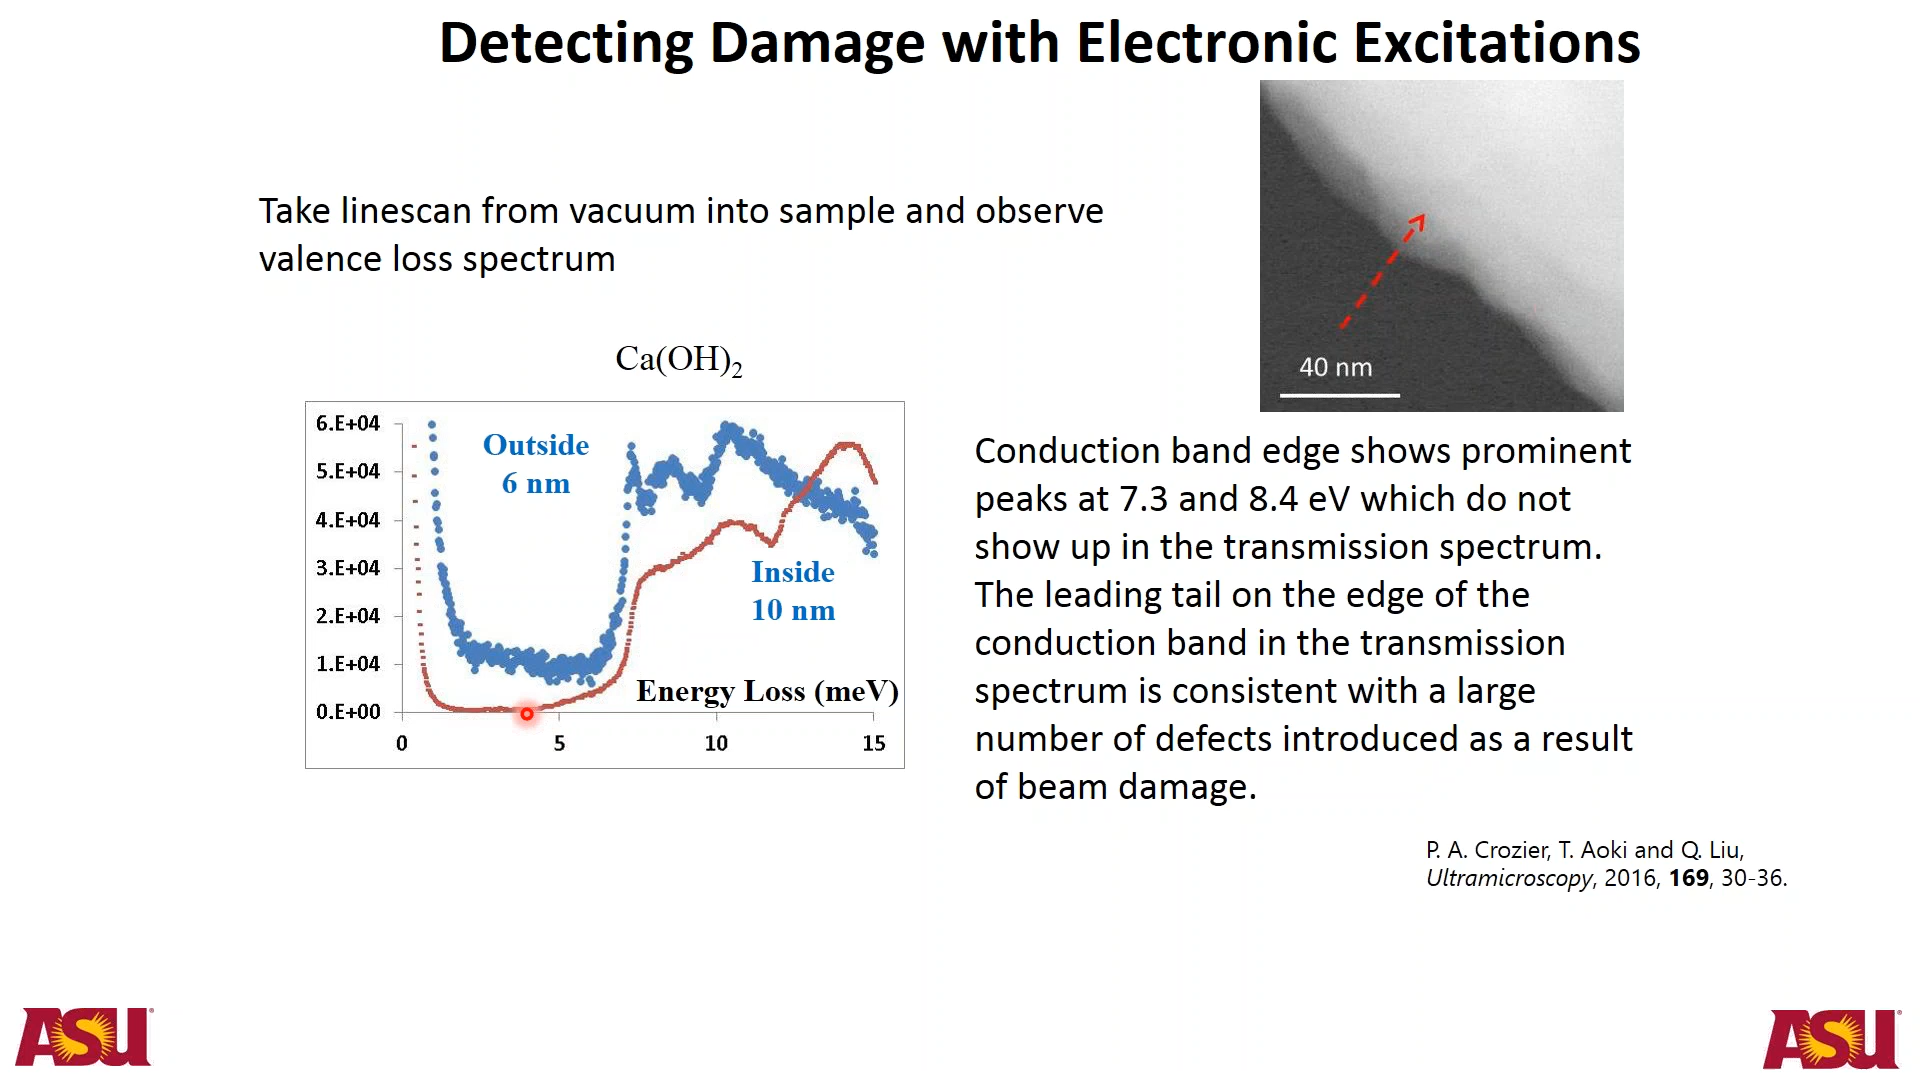 Detecting Damage with Electronic Excitations
Take linescan from vacuum into sample and observe
valence loss spectrum
40 nm
Ca(OH)2
6.E+04
5.E+04
4.E+04
3.E+04
2.E+04
1.E+04
0.E+00
Outside
6 nm
Inside
10 nm
Energy Loss (meV)
0 5 10 15
Conduction band edge shows prominent
peaks at 7.3 and 8.4 eV which do not
show up in the transmission spectrum.
The leading tail on the edge of the
conduction band in the transmission
spectrum is consistent with a large
number of defects introduced as a result
of beam damage.
P. A. Crozier, T. Aoki and Q. Liu,
Ultramicroscopy, 2016, 169, 30-36.
ASU
ASU